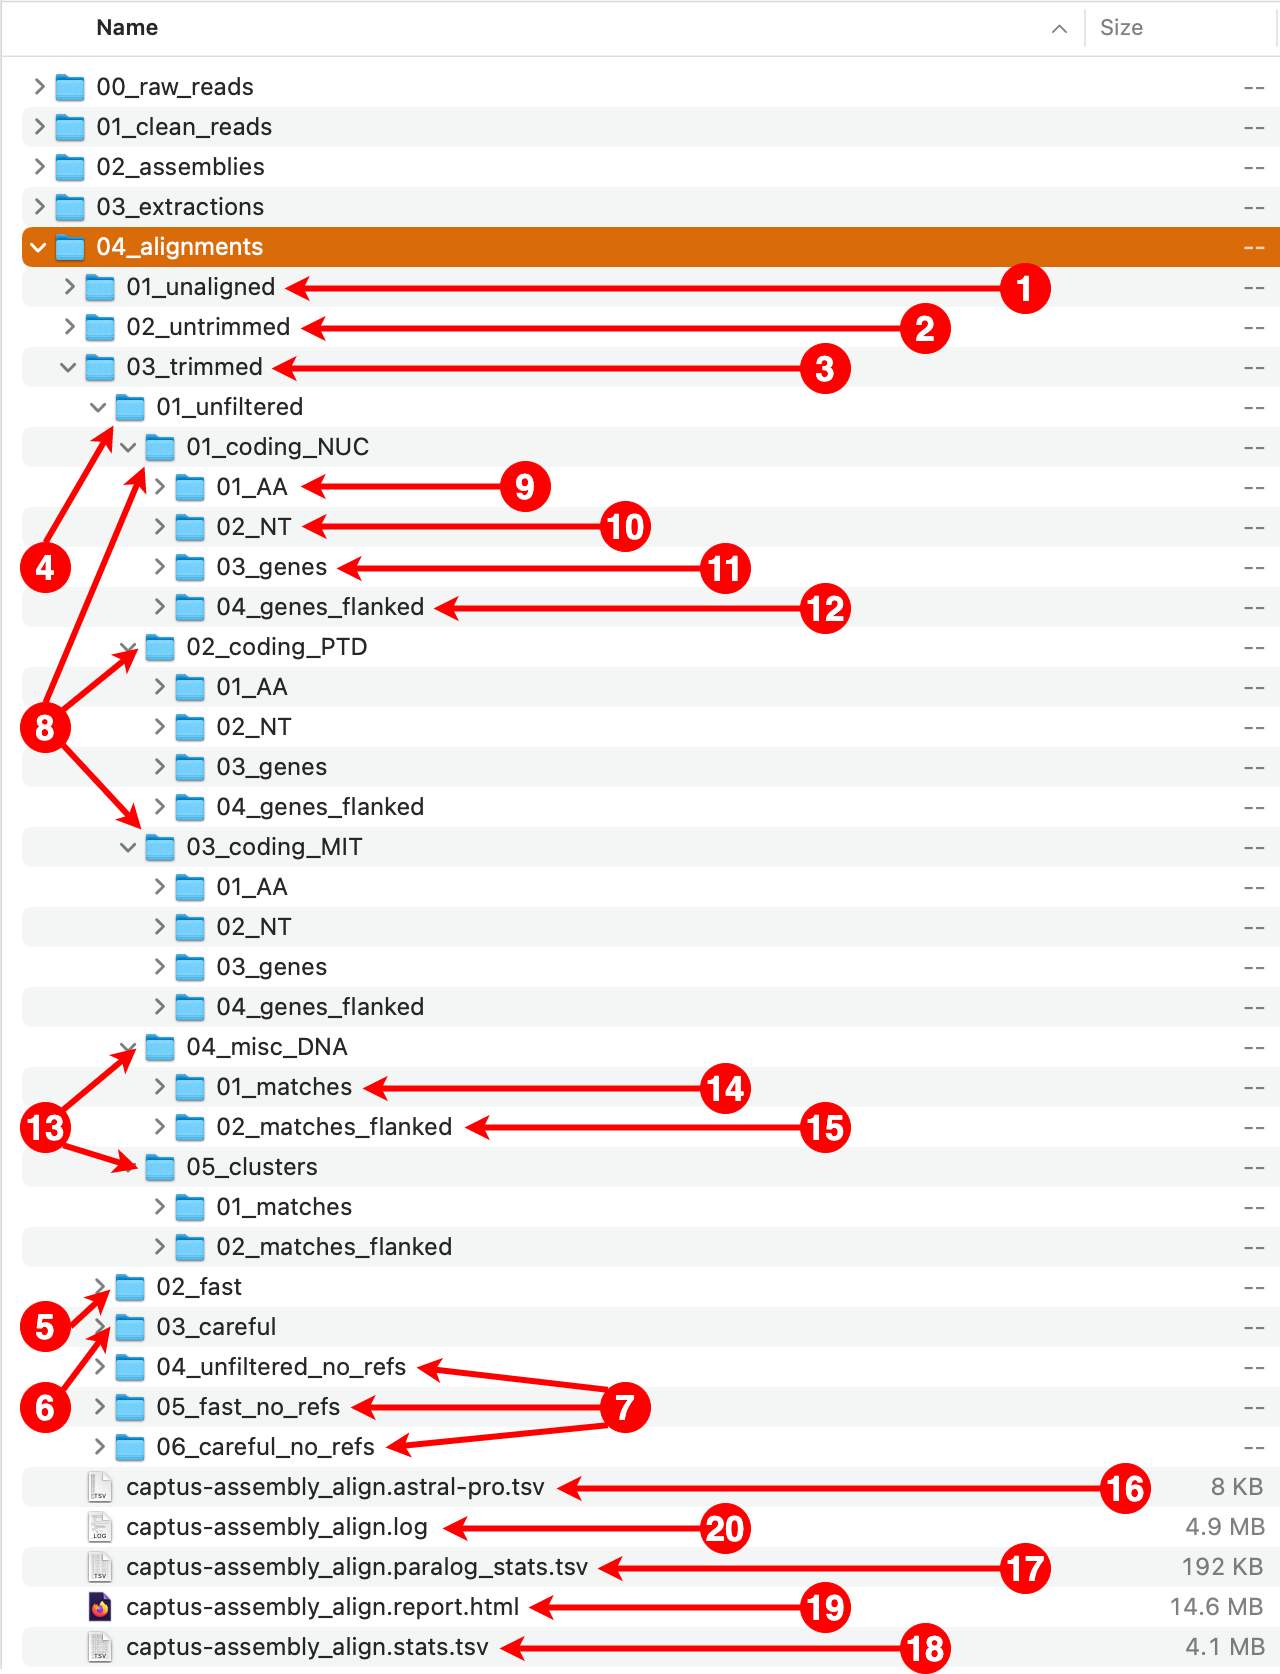 Name Size
00_raw_reads --
01_clean_reads --
02_assemblies --
03_extractions --
04_alignments --
01_unaligned 1 --
02_untrimmed 2 --
03_trimmed 3 --
01_unfiltered --
01_coding_NUC --
01_AA 9 --
02_NT 10 --
4 03_genes 11 --
04_genes_flanked 12 --
02_coding_PTD --
01_AA --
8 02_NT --
03_genes --
04_genes_flanked --
03_coding_MIT --
01_AA --
02_NT --
03_genes --
04_genes_flanked --
04_misc_DNA --
01_matches 14 --
13 02_matches_flanked 15 --
05_clusters --
01_matches --
02_matches_flanked --
02_fast --
5 03_careful --
04_unfiltered_no_refs --
6 05_fast_no_refs 7 --
06_careful_no_refs --
TSV captus-assembly_align.astral-pro.tsv 16 8 KB
LOG captus-assembly_align.log 20 4.9 MB
TSV captus-assembly_align.paralog_stats.tsv 17 192 KB
captus-assembly_align.report.html 19 14.6 MB
TSV captus-assembly_align.stats.tsv 18 4.1 MB